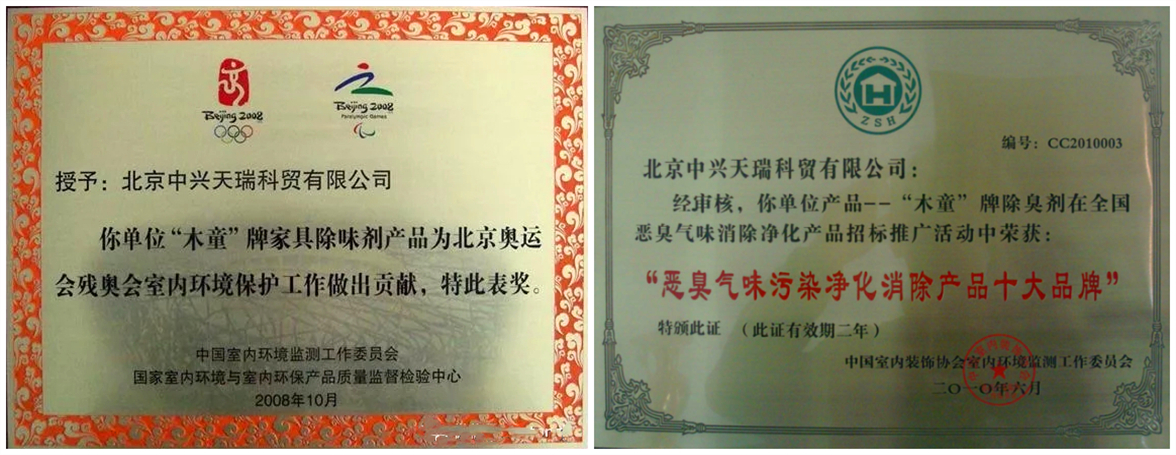 Beijing 2008
Beijing 2008
Paralympic Games
授予：北京中兴天瑞科贸有限公司
你单位“木童”牌家具除味剂产品为北京奥运
会残奥会室内环境保护工作做出贡献，特此表奖。
中国室内环境监测工作委员会
国家室内环境与室内环保产品质量监督检验中心
2008年10月
ZSH
编号：CC2010003
北京中兴天瑞科贸有限公司：
经审核，你单位产品--“木童”牌除臭剂在全国
恶臭气味消除净化产品招标推广活动中荣获：
“恶臭气味污染净化消除产品十大品牌”
特颁此证 （此证有效期二年）
中国室内装饰协会室内环境监测工作委员会
二〇一〇年六月